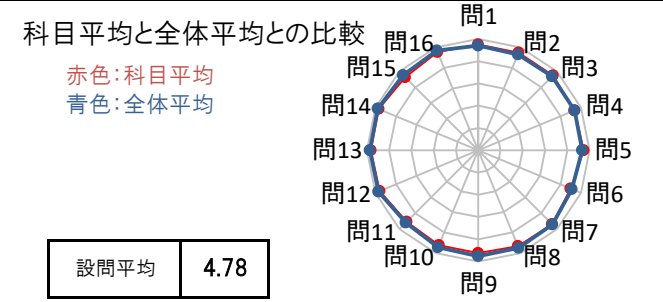 科目平均と全体平均との比較
赤色:科目平均
青色:全体平均
問1
問2
問3
問4
問5
問6
問7
問8
問9
問10
問11
問12
問13
問14
問15
問16
設問平均 4.78